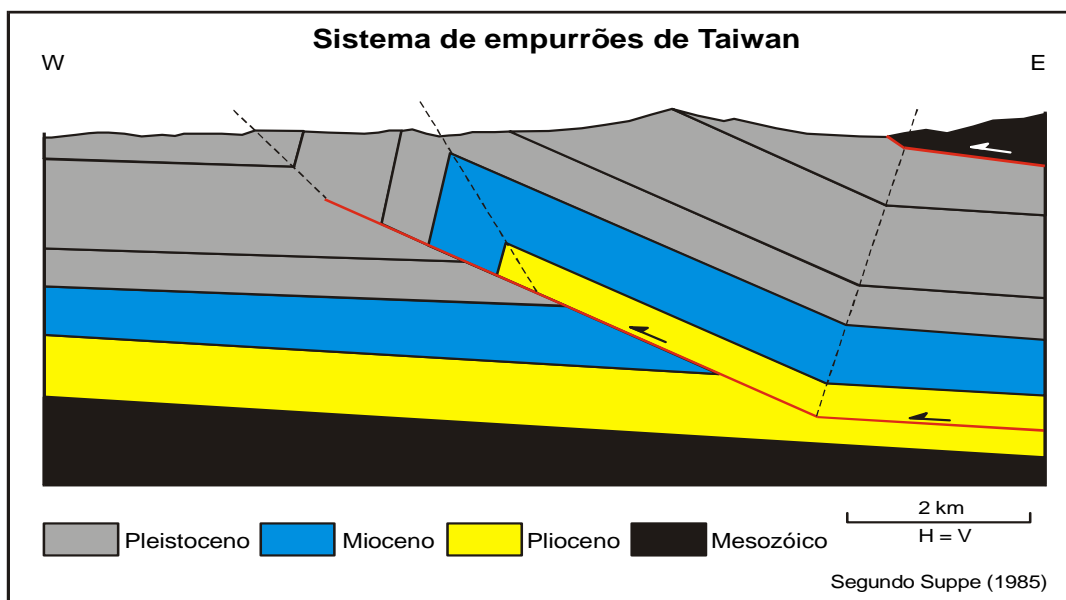 Sistema de empurrões de Taiwan
W E
Pleistoceno Mioceno Plioceno Mesozóico
2 km
H = V
Segundo Suppe (1985)